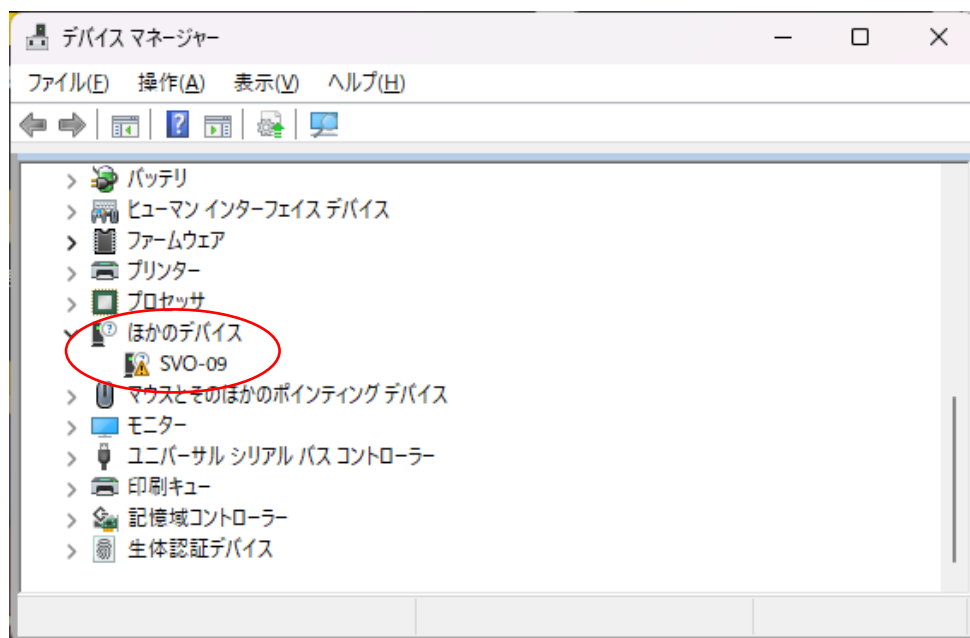 デバイス マネージャー
ファイル(F) 操作(A) 表示(V) ヘルプ(H)
バッテリ
ヒューマン インターフェイス デバイス
ファームウェア
プリンター
プロセッサ
ほかのデバイス
SVO-09
マウスとそのほかのポインティング デバイス
モニター
ユニバーサル シリアル バス コントローラー
印刷キュー
記憶域コントローラー
生体認証デバイス